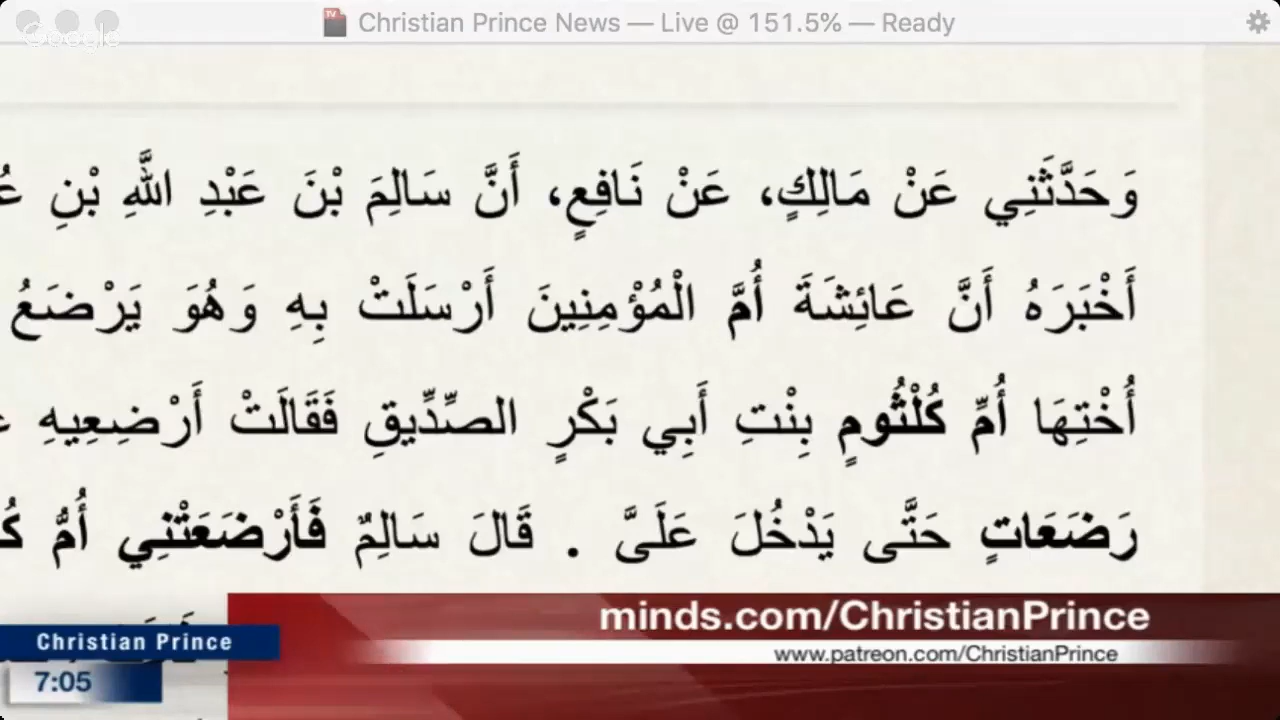 Christian Prince News — Live @ 151.5% — Ready
Google
وَحَدَّثَنِي عَنْ مَالِكٍ، عَنْ نَافِعٍ، أَنَّ سَالِمَ بْنَ عَبْدِ اللَّهِ بْنِ
أَخْبَرَهُ أَنَّ عَائِشَةَ أُمَّ الْمُؤْمِنِينَ أَرْسَلَتْ بِهِ وَهُوَ يَرْضَعُ
أُخْتِهَا أُمِّ كُلْثُومٍ بِنْتِ أَبِي بَكْرٍ الصِّدِّيقِ فَقَالَتْ أَرْضِعِيهِ
رَضَعَاتٍ حَتَّى يَدْخُلَ عَلَىَّ . قَالَ سَالِمٌ فَأَرْضَعَتْنِي أُمُّ
minds.com/ChristianPrince
Christian Prince
www.patreon.com/ChristianPrince
7:05